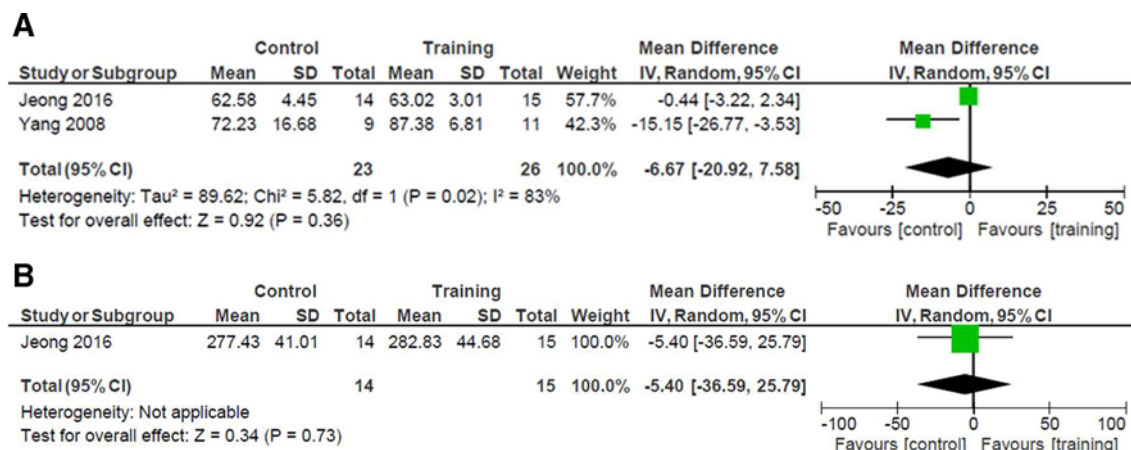 A
Control Training Mean Difference Mean Difference
Study or Subgroup Mean SD Total Mean SD Total Weight IV, Random, 95% CI IV, Random, 95% CI
Jeong 2016 62.58 4.45 14 63.02 3.01 15 57.7% -0.44 [-3.22, 2.34]
Yang 2008 72.23 16.68 9 87.38 6.81 11 42.3% -15.15 [-26.77, -3.53]
Total (95% CI) 23 26 100.0% -6.67 [-20.92, 7.58]
Heterogeneity: Tau² = 89.62; Chi² = 5.82, df = 1 (P = 0.02); I² = 83%
Test for overall effect: Z = 0.92 (P = 0.36)
-50 -25 0 25 50
Favours [control] Favours [training]
B
Control Training Mean Difference Mean Difference
Study or Subgroup Mean SD Total Mean SD Total Weight IV, Random, 95% CI IV, Random, 95% CI
Jeong 2016 277.43 41.01 14 282.83 44.68 15 100.0% -5.40 [-36.59, 25.79]
Total (95% CI) 14 15 100.0% -5.40 [-36.59, 25.79]
Heterogeneity: Not applicable
Test for overall effect: Z = 0.34 (P = 0.73)
-100 -50 0 50 100
Favours [control] Favours [training]